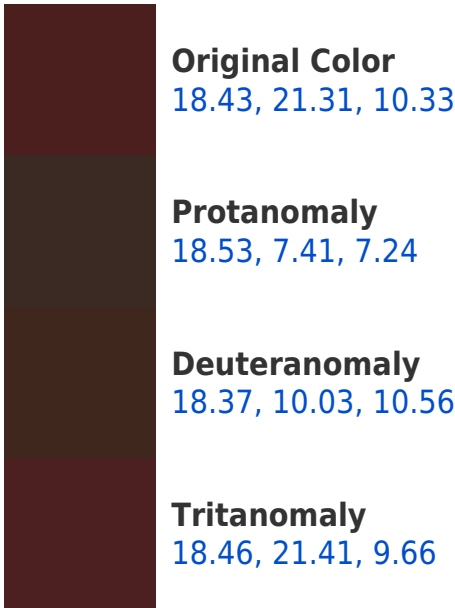 Original Color
18.43, 21.31, 10.33
Protanomaly
18.53, 7.41, 7.24
Deuteranomaly
18.37, 10.03, 10.56
Tritanomaly
18.46, 21.41, 9.66